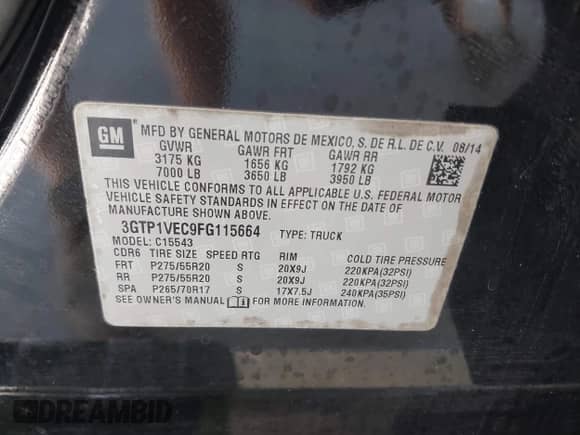 GM
MFD BY GENERAL MOTORS DE MEXICO, S. DE R.L. DE C.V. 08/14
GVWR GAWR FRT GAWR RR
3175 KG 1656 KG 1792 KG
7000 LB 3650 LB 3950 LB
THIS VEHICLE CONFORMS TO ALL APPLICABLE U.S. FEDERAL MOTOR
VEHICLE SAFETY STANDARDS IN EFFECT ON THE DATE OF
MANUFACTURE SHOWN ABOVE.
3GTP1VEC9FG115664 TYPE: TRUCK
MODEL: C15543
CDR6 TIRE SIZE SPEED RTG RIM COLD TIRE PRESSURE
FRT P275/55R20 S 20X9J 220KPA(32PSI)
RR P275/55R20 S 20X9J 220KPA(32PSI)
SPA P265/70R17 S 17X7.5J 240KPA(35PSI)
SEE OWNER'S MANUAL FOR MORE INFORMATION
DREAMBID